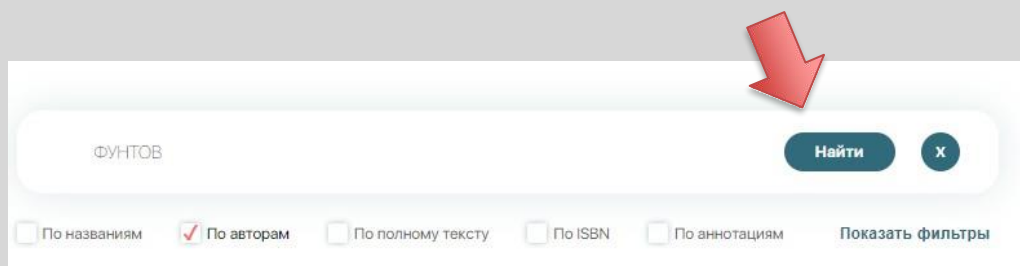 ФУНТОВ Найти X
По названиям По авторам По полному тексту По ISBN По аннотациям Показать фильтры